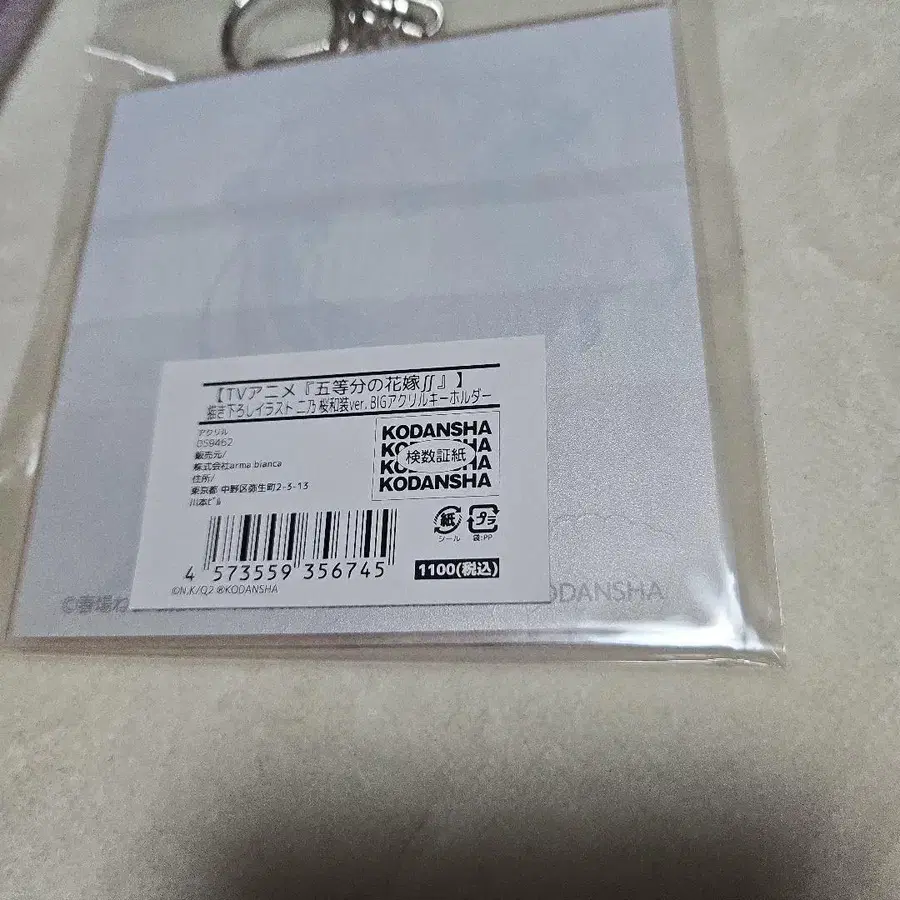 【TVアニメ『五等分の花嫁∬』】
描き下ろしイラスト 二乃 桜和装ver. BIGアクリルキーホルダー
アクリル
059462
販売元/
株式会社arma bianca
住所/
東京都 中野区弥生町2-3-13
川本ビル
KODANSHA
検数証紙
KODANSHA
紙
シール
プラ
袋:PP
4 573559 356745
1100(税込)
©N.K/Q2 ®KODANSHA
©春場ね
ODANSHA